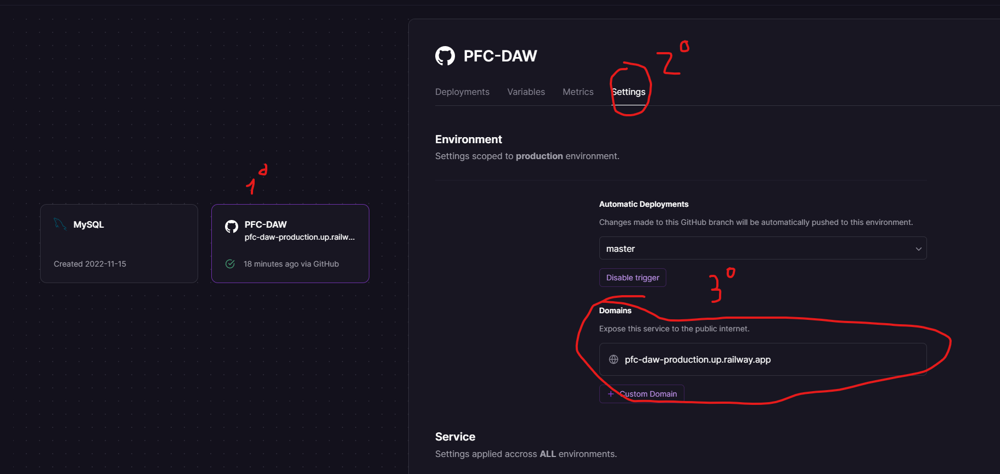 PFC-DAW
2º
Deployments Variables Metrics Settings
Environment
Settings scoped to production environment.
1º
MySQL
Created 2022-11-15
PFC-DAW
pfc-daw-production.up.railw...
18 minutes ago via GitHub
Automatic Deployments
Changes made to this GitHub branch will be automatically pushed to this environment.
master
Disable trigger
3º
Domains
Expose this service to the public internet.
pfc-daw-production.up.railway.app
+ Custom Domain
Service
Settings applied accross ALL environments.